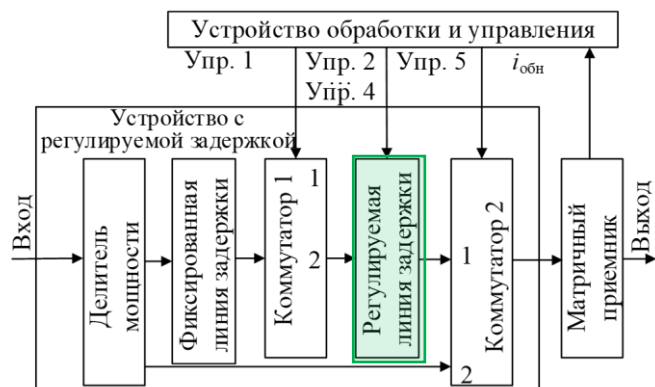 Устройство обработки и управления
Упр. 1
Упр. 2
...
Упр. 4
Упр. 5
iобн
Устройство с
регулируемой задержкой
Вход
Делитель
мощности
Фиксированная
линия задержки
Коммутатор 1
1
2
Регулируемая
линия задержки
1
Коммутатор 2
2
Матричный
приемник
Выход